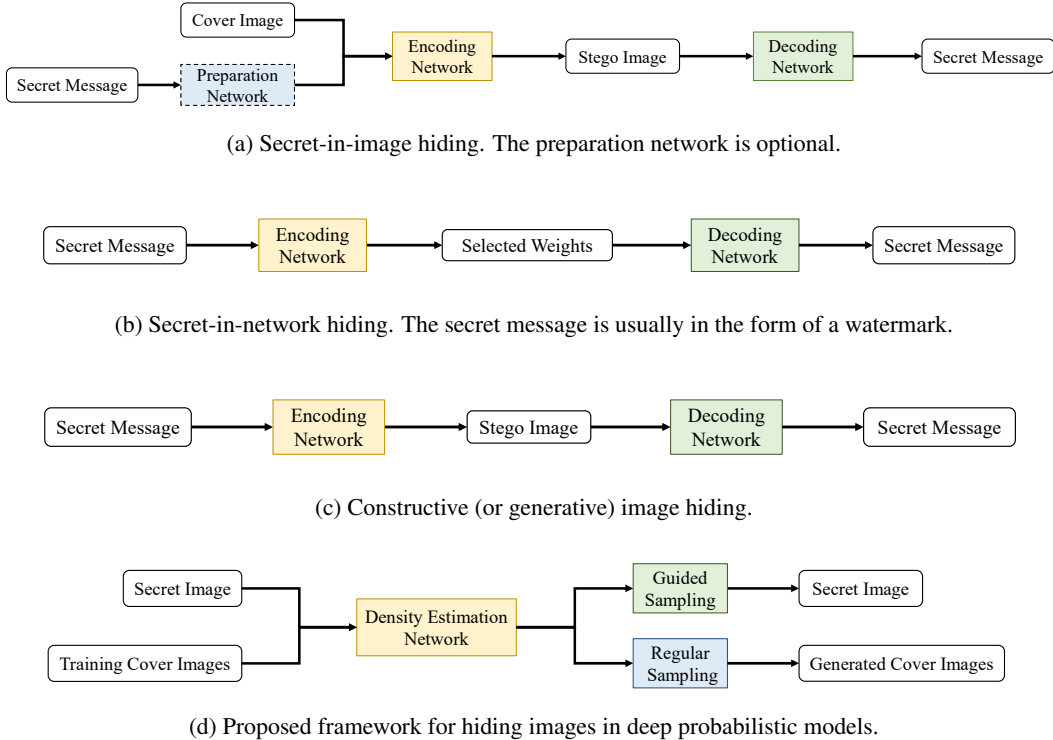 Cover Image
Secret Message
Preparation
Network
Encoding
Network
Stego Image
Decoding
Network
Secret Message
(a) Secret-in-image hiding. The preparation network is optional.
Secret Message
Encoding
Network
Selected Weights
Decoding
Network
Secret Message
(b) Secret-in-network hiding. The secret message is usually in the form of a watermark.
Secret Message
Encoding
Network
Stego Image
Decoding
Network
Secret Message
(c) Constructive (or generative) image hiding.
Secret Image
Training Cover Images
Density Estimation
Network
Guided
Sampling
Secret Image
Regular
Sampling
Generated Cover Images
(d) Proposed framework for hiding images in deep probabilistic models.